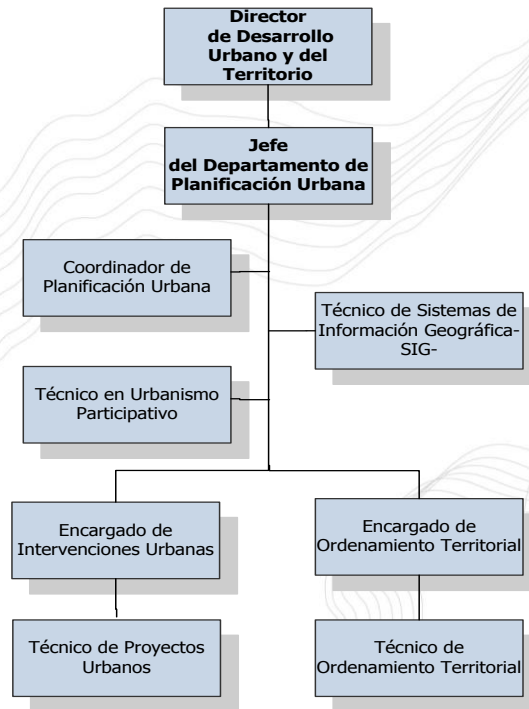 Director
de Desarrollo
Urbano y del
Territorio
Jefe
del Departamento de
Planificación Urbana
Coordinador de
Planificación Urbana
Técnico de Sistemas de
Información Geográfica-
SIG-
Técnico en Urbanismo
Participativo
Encargado de
Intervenciones Urbanas
Encargado de
Ordenamiento Territorial
Técnico de Proyectos
Urbanos
Técnico de
Ordenamiento Territorial